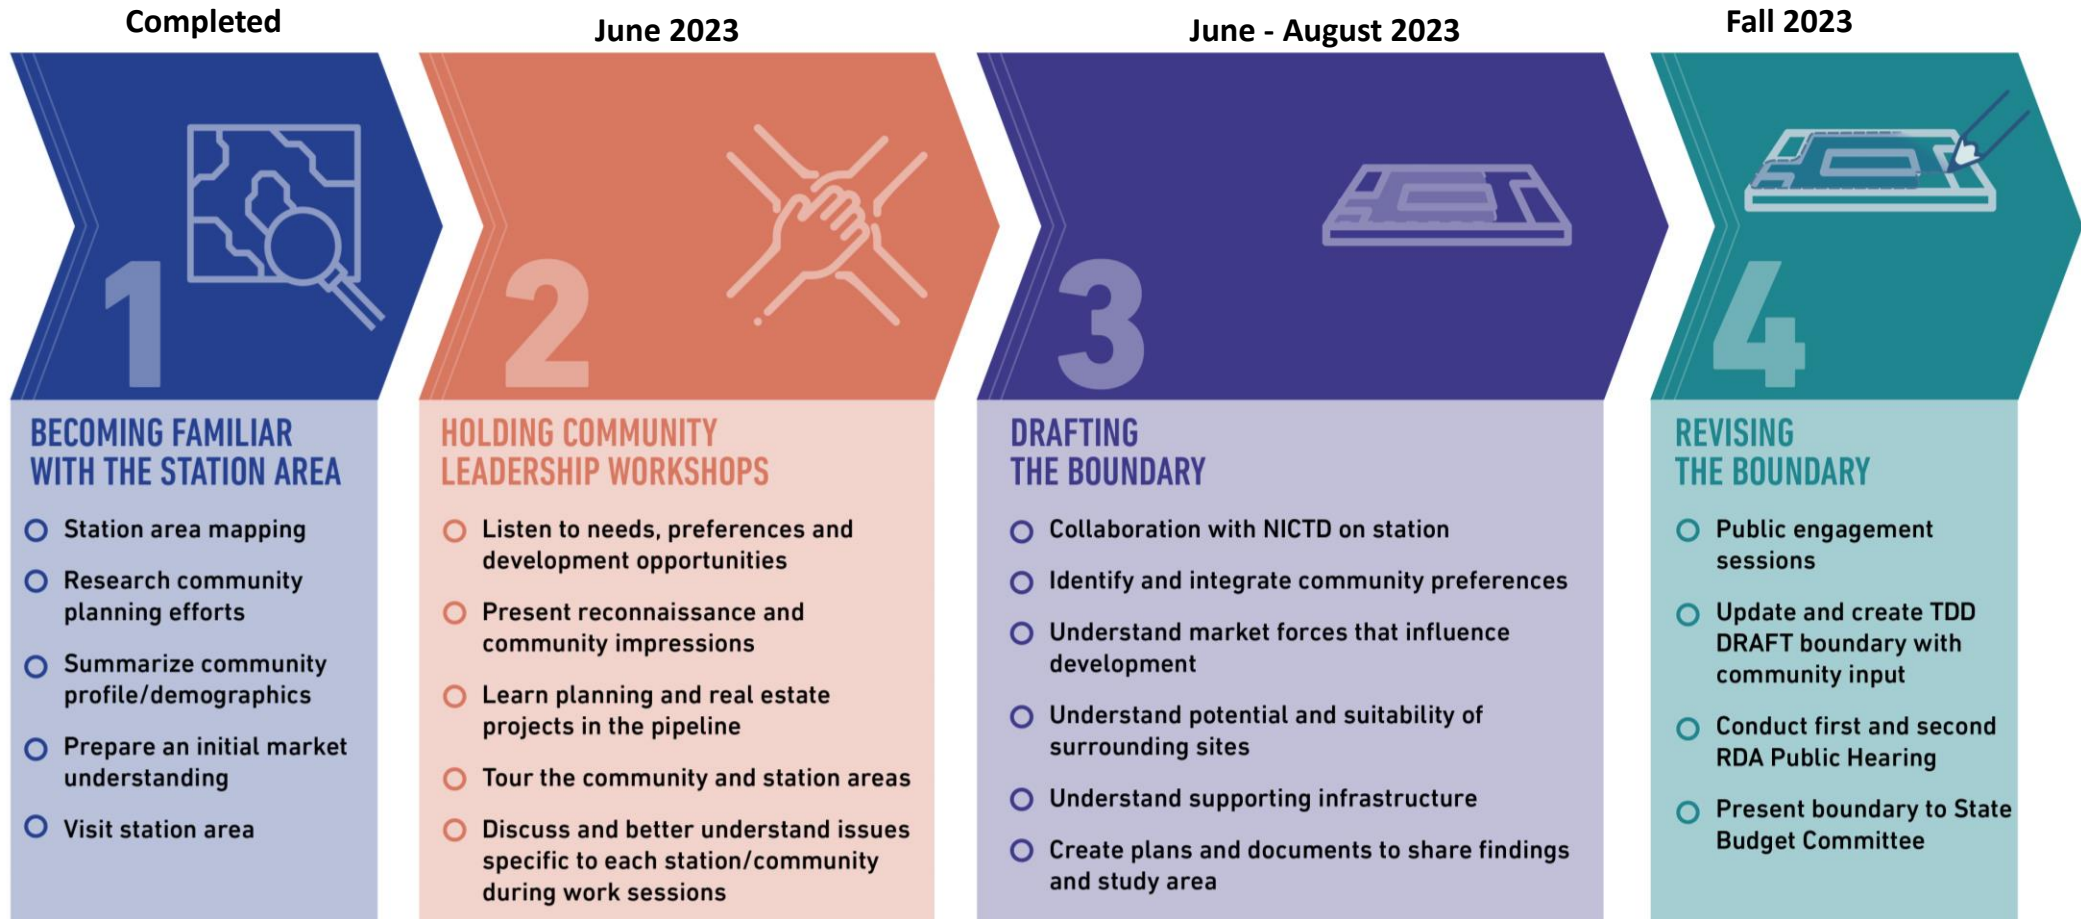 Completed
1
BECOMING FAMILIAR
WITH THE STATION AREA
Station area mapping
Research community
planning efforts
Summarize community
profile/demographics
Prepare an initial market
understanding
Visit station area
June 2023
2
HOLDING COMMUNITY
LEADERSHIP WORKSHOPS
Listen to needs, preferences and
development opportunities
Present reconnaissance and
community impressions
Learn planning and real estate
projects in the pipeline
Tour the community and station areas
Discuss and better understand issues
specific to each station/community
during work sessions
June - August 2023
3
DRAFTING
THE BOUNDARY
Collaboration with NICTD on station
Identify and integrate community preferences
Understand market forces that influence
development
Understand potential and suitability of
surrounding sites
Understand supporting infrastructure
Create plans and documents to share findings
and study area
Fall 2023
4
REVISING
THE BOUNDARY
Public engagement
sessions
Update and create TDD
DRAFT boundary with
community input
Conduct first and second
RDA Public Hearing
Present boundary to State
Budget Committee